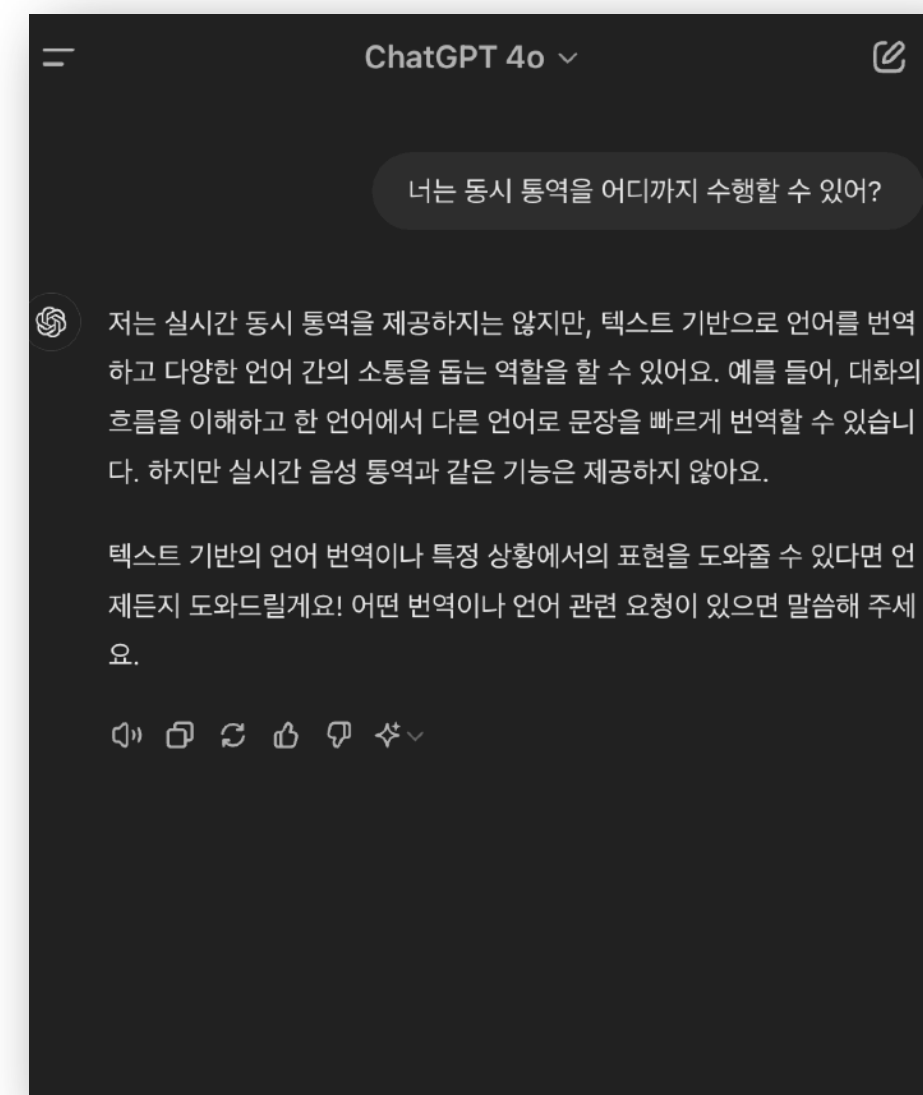 ChatGPT 4o
너는 동시 통역을 어디까지 수행할 수 있어?
저는 실시간 동시 통역을 제공하지는 않지만, 텍스트 기반으로 언어를 번역
하고 다양한 언어 간의 소통을 돕는 역할을 할 수 있어요. 예를 들어, 대화의
흐름을 이해하고 한 언어에서 다른 언어로 문장을 빠르게 번역할 수 있습니
다. 하지만 실시간 음성 통역과 같은 기능은 제공하지 않아요.
텍스트 기반의 언어 번역이나 특정 상황에서의 표현을 도와줄 수 있다면 언
제든지 도와드릴게요! 어떤 번역이나 언어 관련 요청이 있으면 말씀해 주세
요.